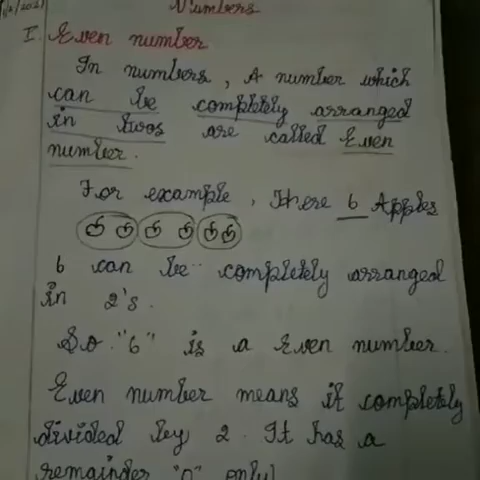 Numbers
I. Even number
In numbers, A number which
can be completely arranged
in twos are called Even
number.
For example, There 6 Apples
6 can be completely arranged
in 2's.
So "6" is a Even number.
Even number means it completely
divided by 2. It has a
remainder "0" only!